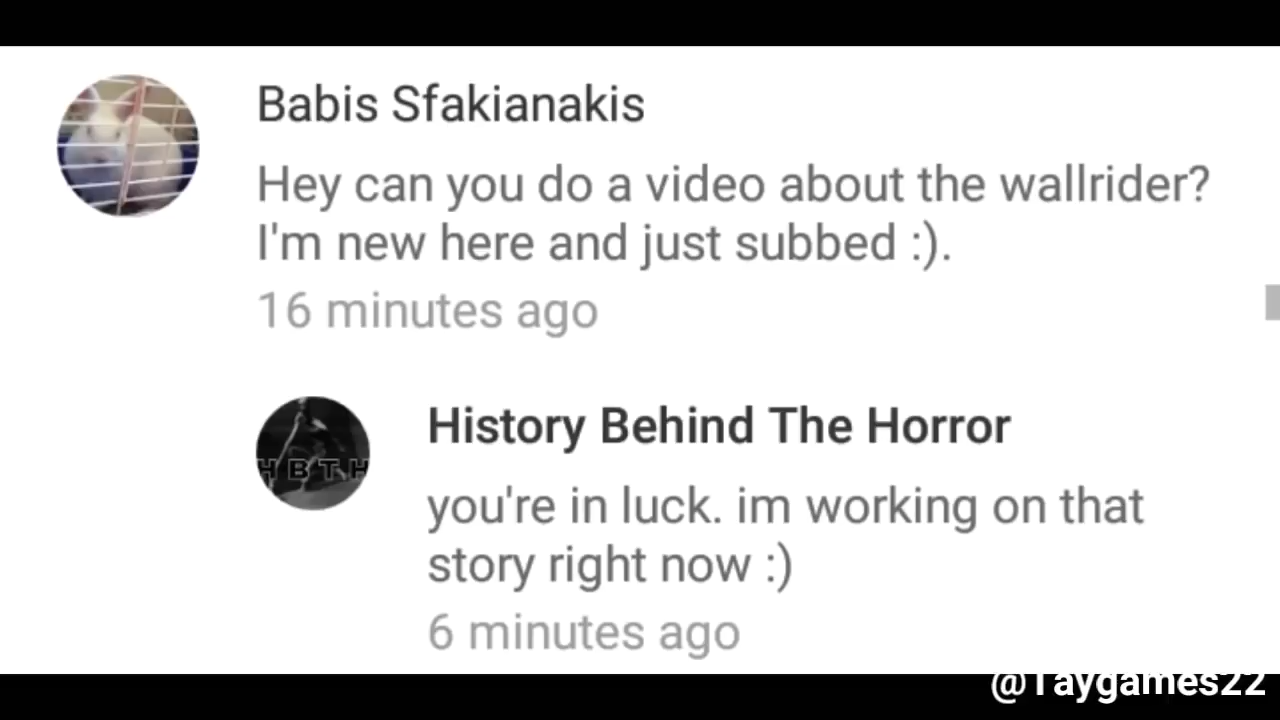 Babis Sfakianakis
Hey can you do a video about the wallrider?
I'm new here and just subbed :).
16 minutes ago
H B T H
History Behind The Horror
you're in luck. im working on that
story right now :)
6 minutes ago
@Taygames22